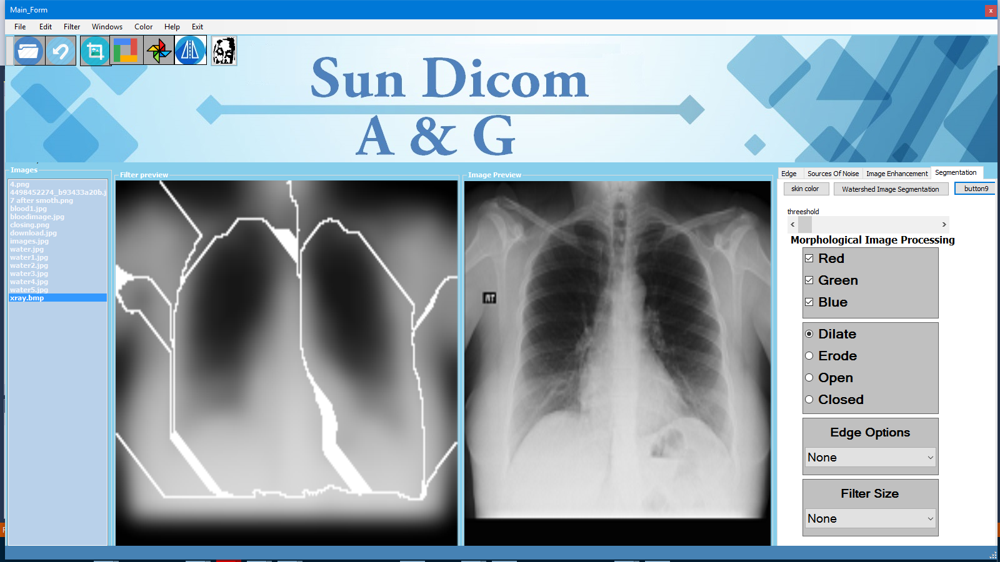 Main_Form
x
File Edit Filter Windows Color Help Exit
Sun Dicom
A & G
Images
4.png
4498452274_b93433a20b.j
7 after smoth.png
blood1.jpg
bloodimage.jpg
closing.png
download.jpg
images.jpg
water.jpg
water1.jpg
water2.jpg
water3.jpg
water4.jpg
water5.jpg
xray.bmp
Filter preview
Image Preview
Edge Sources Of Noise Image Enhancement Segmentation
skin color Watershed Image Segmentation button9
threeshold
Morphological Image Processing
Red
Green
Blue
Dilate
Erode
Open
Closed
Edge Options
None
Filter Size
None